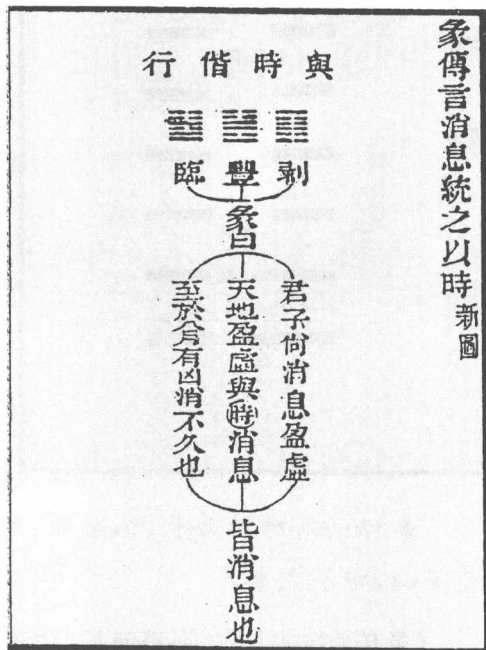 彖傳言消息統之以時 新圖
與時偕行
剝 豐 臨
彖曰
君子尚消息盈虛
天地盈虛與時消息
至於八月有凶消不久也
皆消息也